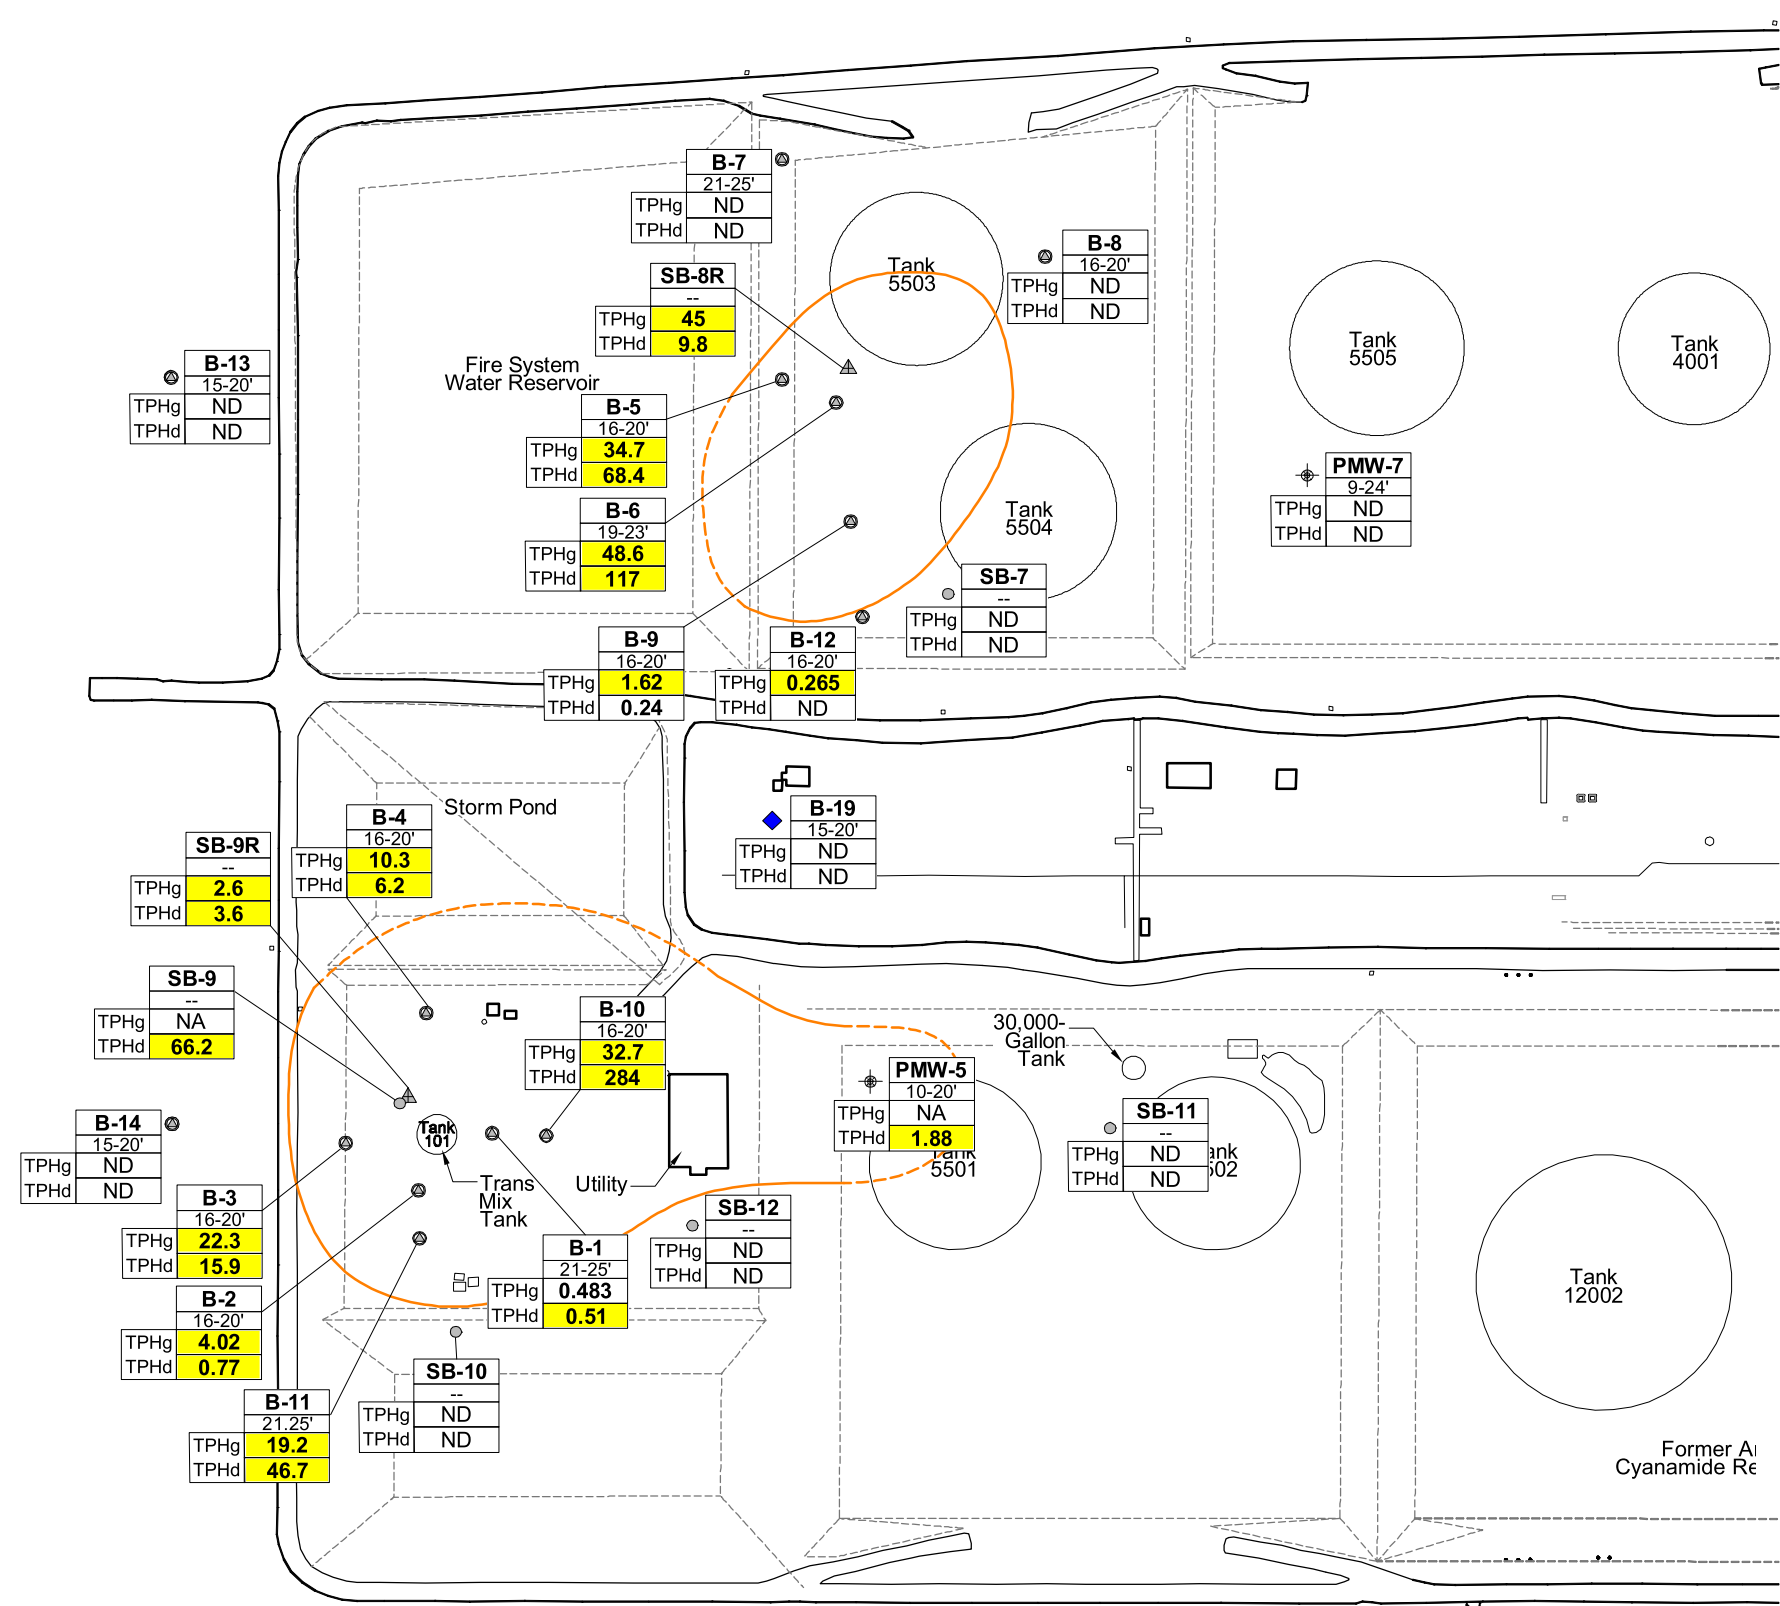 B-7
21-25'
TPHg ND
TPHd ND
Tank
5503
B-8
16-20'
TPHg ND
TPHd ND
SB-8R
--
TPHg 45
TPHd 9.8
Fire System
Water Reservoir
Tank
5505
Tank
4001
B-13
15-20'
TPHg ND
TPHd ND
B-5
16-20'
TPHg 34.7
TPHd 68.4
PMW-7
9-24'
TPHg ND
TPHd ND
B-6
19-23'
TPHg 48.6
TPHd 117
Tank
5504
SB-7
--
TPHg ND
TPHd ND
B-9
16-20'
TPHg 1.62
TPHd 0.24
B-12
16-20'
TPHg 0.265
TPHd ND
Storm Pond
B-19
15-20'
TPHg ND
TPHd ND
B-4
16-20'
TPHg 10.3
TPHd 6.2
SB-9R
--
TPHg 2.6
TPHd 3.6
SB-9
--
TPHg NA
TPHd 66.2
B-10
16-20'
TPHg 32.7
TPHd 284
30,000-
Gallon
Tank
PMW-5
10-20'
TPHg NA
TPHd 1.88
Tank
5501
SB-11
--
TPHg ND
TPHd ND
ank
502
B-14
15-20'
TPHg ND
TPHd ND
Tank
101
Trans
Mix
Tank
Utility
B-3
16-20'
TPHg 22.3
TPHd 15.9
SB-12
--
TPHg ND
TPHd ND
B-1
21-25'
TPHg 0.483
TPHd 0.51
Tank
12002
B-2
16-20'
TPHg 4.02
TPHd 0.77
SB-10
--
TPHg ND
TPHd ND
B-11
21.25'
TPHg 19.2
TPHd 46.7
Former
Cyanamide